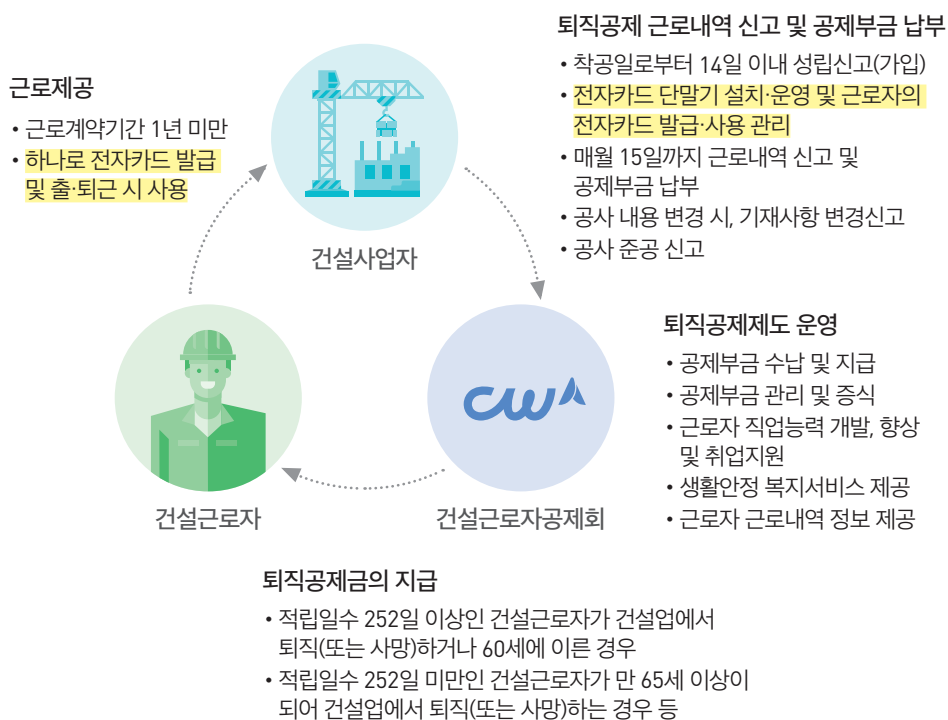 퇴직공제 근로내역 신고 및 공제부금 납부
• 착공일로부터 14일 이내 성립신고(가입)
• 전자카드 단말기 설치·운영 및 근로자의
전자카드 발급·사용 관리
• 매월 15일까지 근로내역 신고 및
공제부금 납부
• 공사 내용 변경 시, 기재사항 변경신고
• 공사 준공 신고
근로제공
• 근로계약기간 1년 미만
• 하나로 전자카드 발급
및 출·퇴근 시 사용
건설사업자
퇴직공제제도 운영
• 공제부금 수납 및 지급
• 공제부금 관리 및 증식
• 근로자 직업능력 개발, 향상
및 취업지원
• 생활안정 복지서비스 제공
• 근로자 근로내역 정보 제공
cw
건설근로자
건설근로자공제회
퇴직공제금의 지급
• 적립일수 252일 이상인 건설근로자가 건설업에서
퇴직(또는 사망)하거나 60세에 이른 경우
• 적립일수 252일 미만인 건설근로자가 만 65세 이상이
되어 건설업에서 퇴직(또는 사망)하는 경우 등